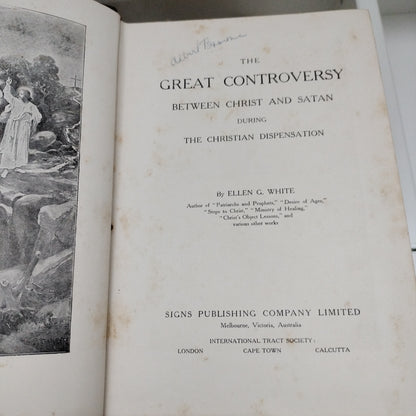 THE
GREAT CONTROVERSY
BETWEEN CHRIST AND SATAN
DURING
THE CHRISTIAN DISPENSATION
By ELLEN G. WHITE
Author of "Patriarchs and Prophets," "Desire of Ages,"
"Steps to Christ," "Ministry of Healing,"
"Christ's Object Lessons," and
various other works
SIGNS PUBLISHING COMPANY LIMITED
Melbourne, Victoria, Australia
INTERNATIONAL TRACT SOCIETY:
LONDON CAPE TOWN CALCUTTA